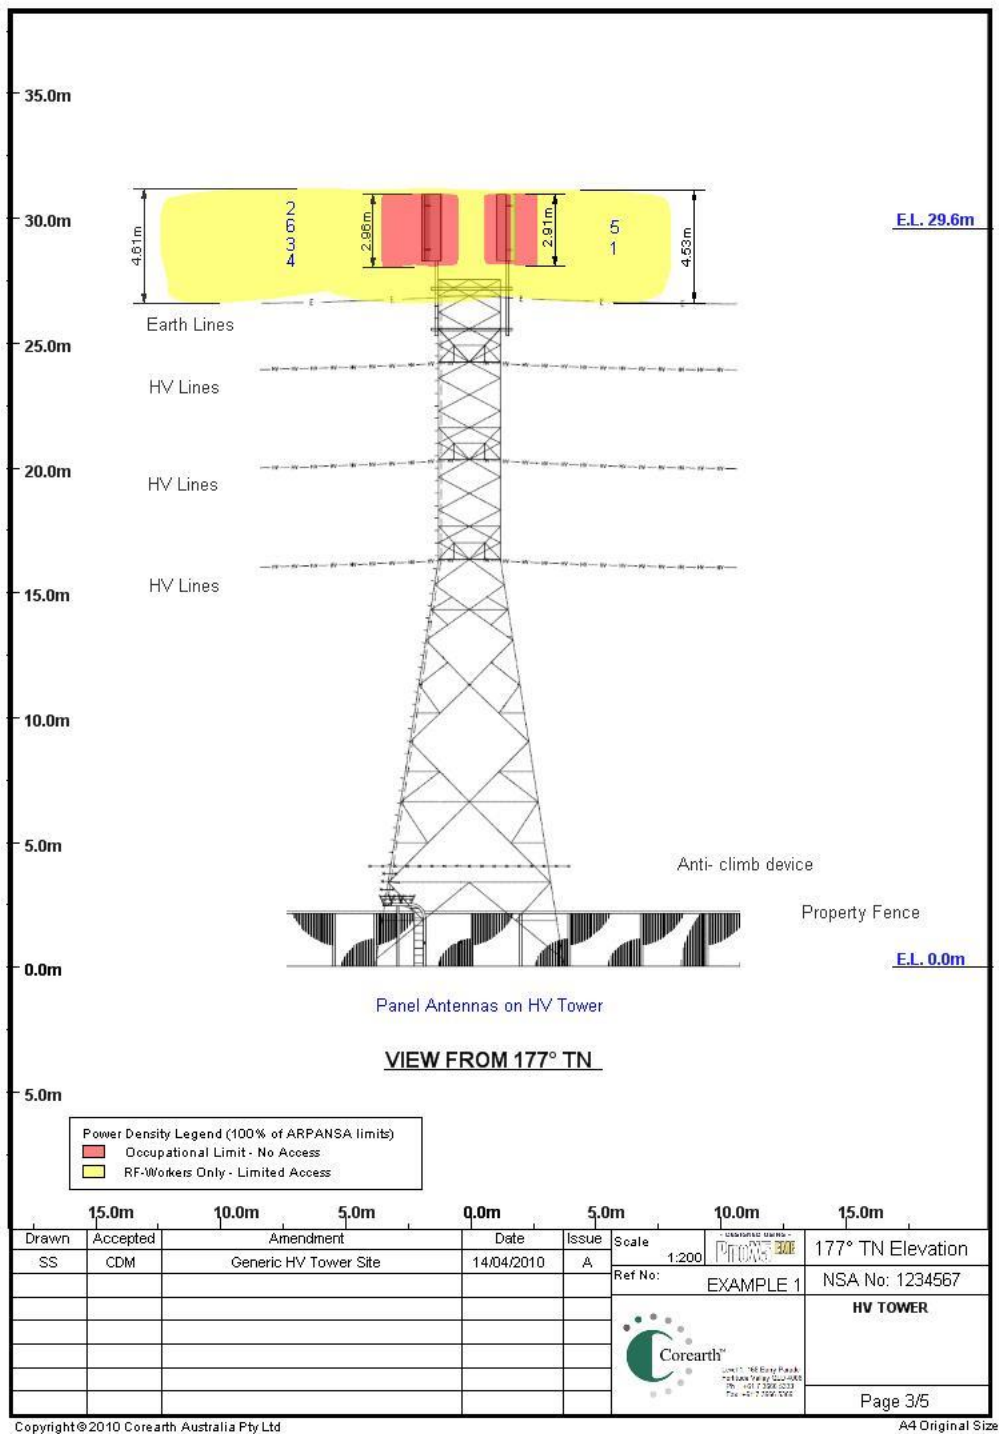 35.0m
30.0m
E.L. 29.6m
2
6
3
4
5
1
4.61m
2.96m
2.91m
4.53m
E
E
Earth Lines
25.0m
HV Lines
20.0m
HV Lines
15.0m
HV Lines
10.0m
5.0m
Anti- climb device
Property Fence
0.0m
E.L. 0.0m
Panel Antennas on HV Tower
VIEW FROM 177° TN
5.0m
Power Density Legend (100% of ARPANSA limits)
Occupational Limit - No Access
RF-Workers Only - Limited Access
15.0m 10.0m 5.0m 0.0m 5.0m 10.0m 15.0m
Drawn Accepted Amendment Date Issue
SS CDM Generic HV Tower Site 14/04/2010 A
Scale 1:200
EME
177° TN Elevation
Ref No: EXAMPLE 1
NSA No: 1234567
HV TOWER
Corearth™
Page 3/5
Copyright © 2010 Corearth Australia Pty Ltd
A4 Original Size